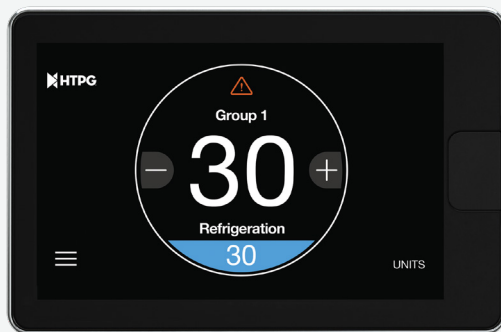 HTPG
Group 1
30
Refrigeration
30
UNITS